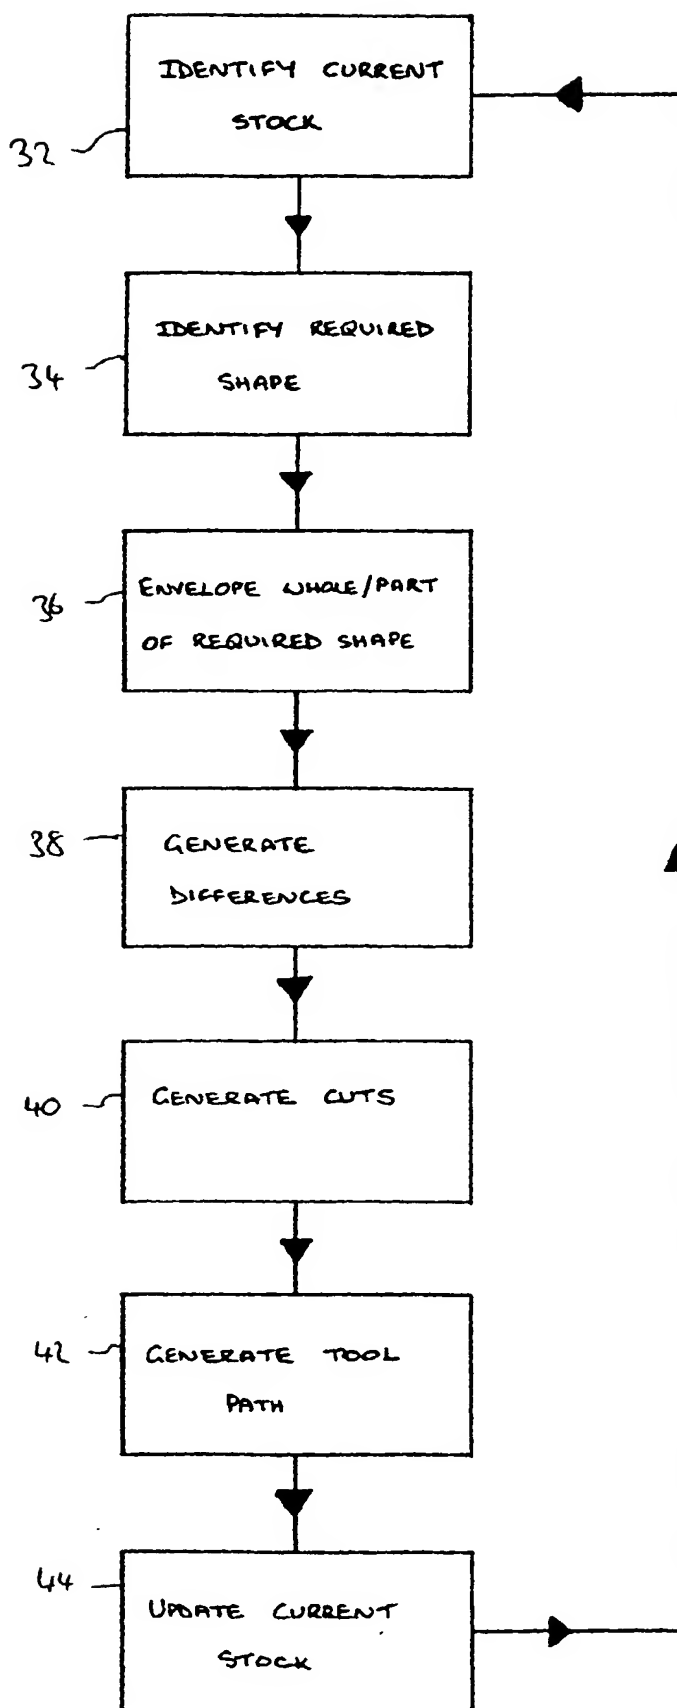 IDENTIFY CURRENT
STOCK
32
IDENTIFY REQUIRED
SHAPE
34
ENVELOPE WHOLE/PART
36
OF REQUIRED SHAPE
38
GENERATE
DIFFERENCES
40
GENERATE CUTS
42
GENERATE TOOL
PATH
44
UPDATE CURRENT
STOCK